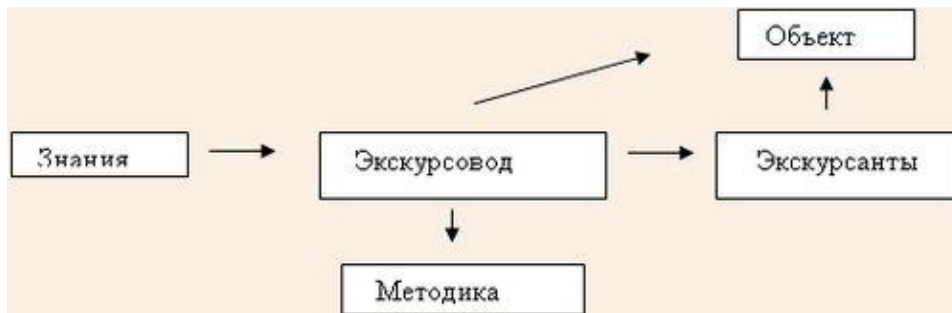 Объект
Знания
Экскурсовод
Экскурсанты
Методика